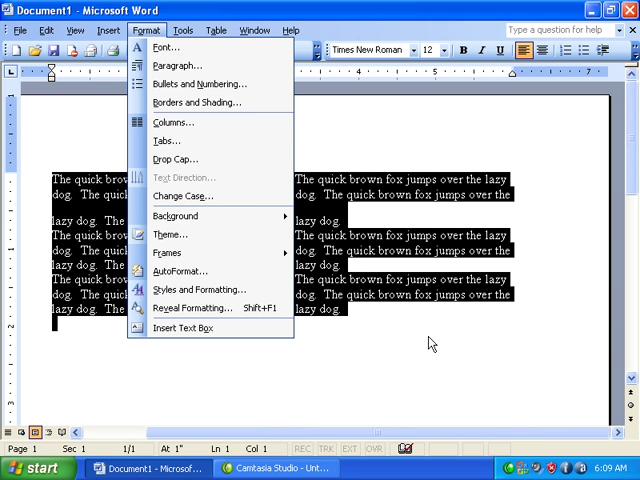 Document1 - Microsoft Word
File Edit View Insert Format Tools Table Window Help
Type a question for help
Times New Roman 12 B I U
Font...
Paragraph...
Bullets and Numbering...
Borders and Shading...
Columns...
Tabs...
Drop Cap...
Text Direction...
Change Case...
Background
Theme...
Frames
AutoFormat...
Styles and Formatting...
Reveal Formatting... Shift+F1
Insert Text Box
4 5 7
The quick The quick brown fox jumps over the lazy
dog. The quick dog. The quick brown fox jumps over the
lazy dog. The lazy dog.
The quick The quick brown fox jumps over the lazy
dog. The quick dog. The quick brown fox jumps over the
lazy dog. The lazy dog.
The quick The quick brown fox jumps over the lazy
dog. The quick dog. The quick brown fox jumps over the
lazy dog. The lazy dog.
Page 1 Sec 1 1/1 At 1" Ln 1 Col 1 REC TRK EXT OVR
start Document1 - Microsof... Camtasia Studio - Unt... 6:09 AM